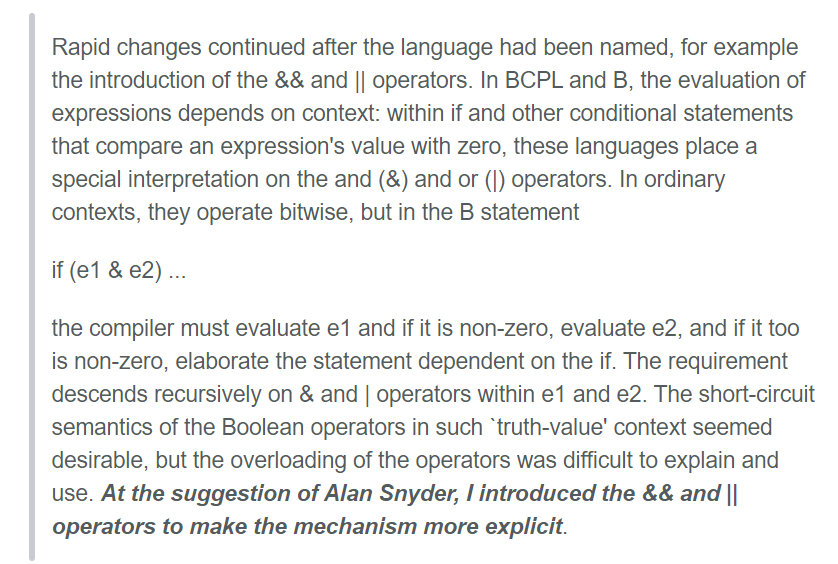 Rapid changes continued after the language had been named, for example
the introduction of the && and || operators. In BCPL and B, the evaluation of
expressions depends on context: within if and other conditional statements
that compare an expression's value with zero, these languages place a
special interpretation on the and (&) and or (|) operators. In ordinary
contexts, they operate bitwise, but in the B statement
if (e1 & e2) ...
the compiler must evaluate e1 and if it is non-zero, evaluate e2, and if it too
is non-zero, elaborate the statement dependent on the if. The requirement
descends recursively on & and | operators within e1 and e2. The short-circuit
semantics of the Boolean operators in such `truth-value' context seemed
desirable, but the overloading of the operators was difficult to explain and
use. At the suggestion of Alan Snyder, I introduced the && and ||
operators to make the mechanism more explicit.